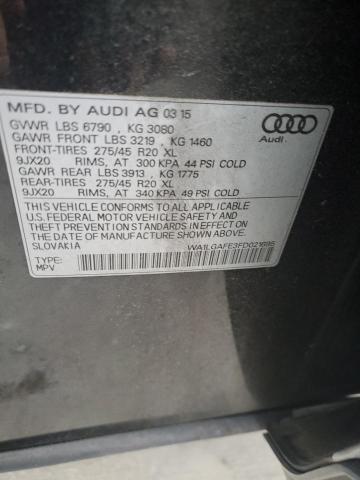 MFD. BY AUDI AG 03 15
GVWR LBS 6790 , KG 3080
GAWR FRONT LBS 3219 , KG 1460
FRONT-TIRES 275/45 R20 XL
9JX20 RIMS, AT 300 KPA 44 PSI COLD
GAWR REAR LBS 3913 , KG 1775
REAR-TIRES 275/45 R20 XL
9JX20 RIMS, AT 340 KPA 49 PSI COLD
THIS VEHICLE CONFORMS TO ALL APPLICABLE
U.S. FEDERAL MOTOR VEHICLE SAFETY AND
THEFT PREVENTION STANDARDS IN EFFECT
ON THE DATE OF MANUFACTURE SHOWN ABOVE.
SLOVAKIA
TYPE:
MPV
Audi